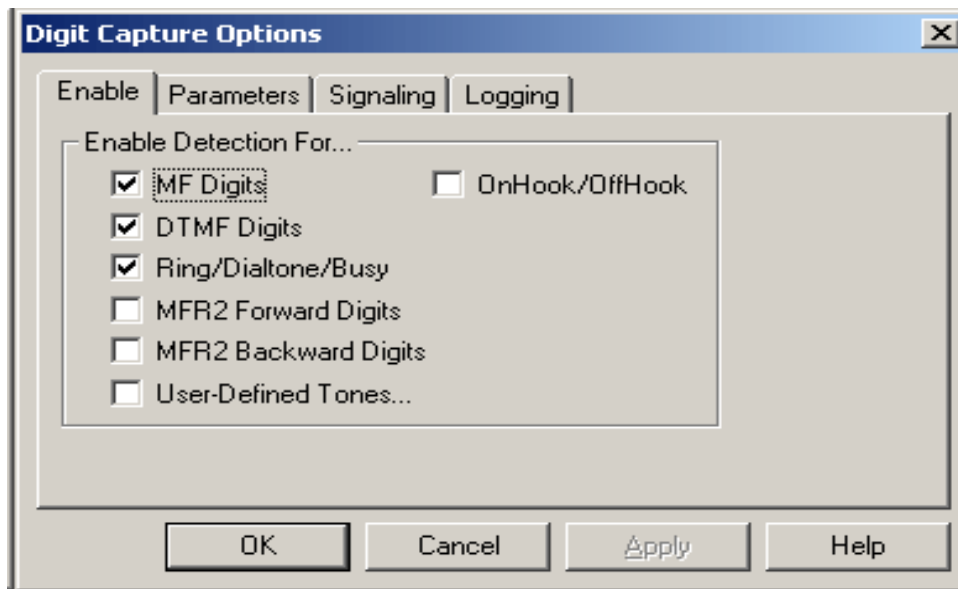 Digit Capture Options
Enable Parameters Signaling Logging
Enable Detection For...
MF Digits OnHook/OffHook
DTMF Digits
Ring/Dialtone/Busy
MFR2 Forward Digits
MFR2 Backward Digits
User-Defined Tones...
OK Cancel Apply Help